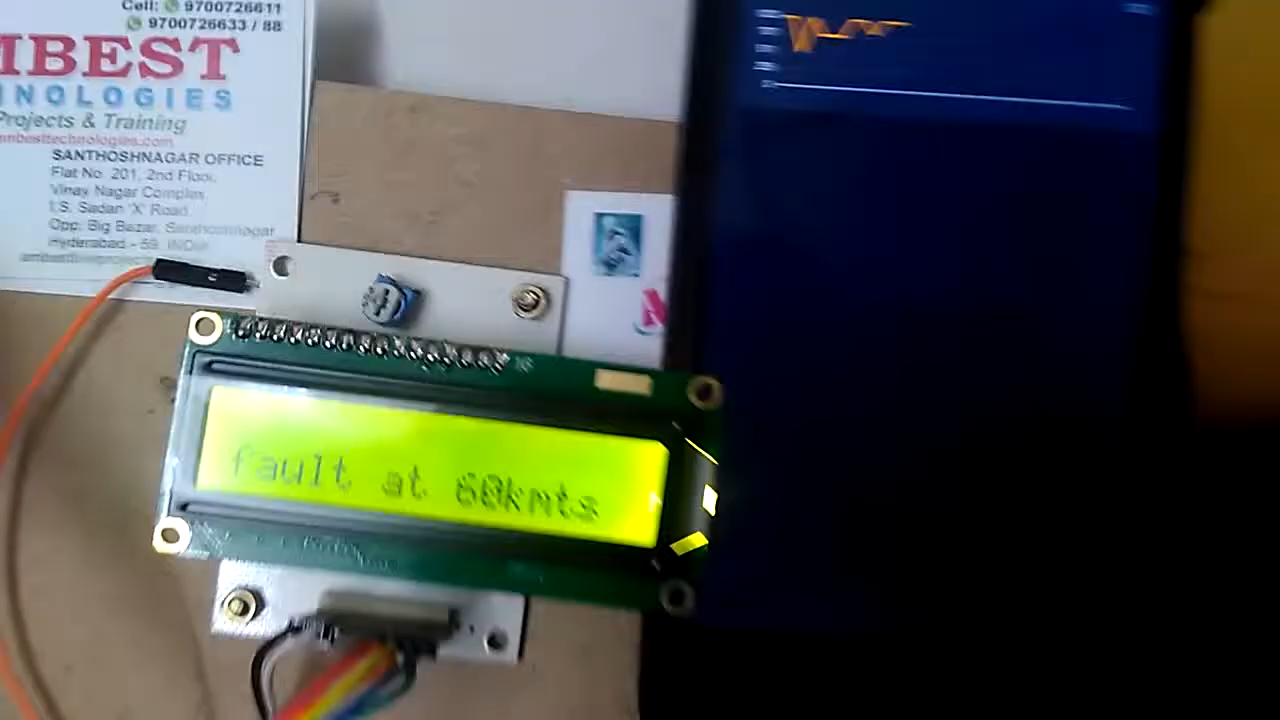 Cell: 9700726611
9700726633 / 88
MBEST
NOLOGIES
Projects & Training
SANTHOSHNAGAR OFFICE
Flat No. 201, 2nd Floor,
Vinay Nagar Complex
I.S. Sadan 'X' Road,
Opp. Big Bazar, Santhoshnagar
Hyderabad - 59, INDIA
fault at 60kmts